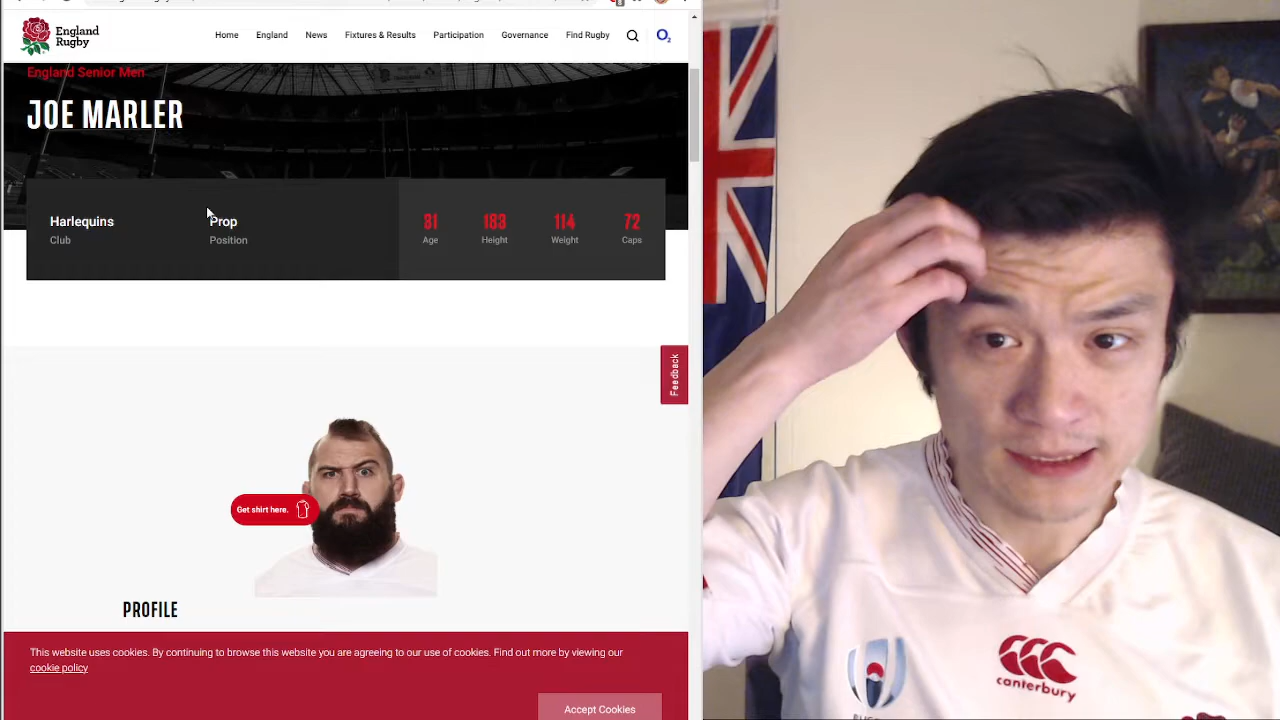 England
Rugby
Home England News Fixtures & Results Participation Governance Find Rugby
O2
England Senior Men
JOE MARLER
Harlequins
Club
Prop
Position
31 183 114 72
Age Height Weight Caps
Feedback
Get shirt here.
PROFILE
This website uses cookies. By continuing to browse this website you are agreeing to our use of cookies. Find out more by viewing our
cookie policy
Accept Cookies
canterbury